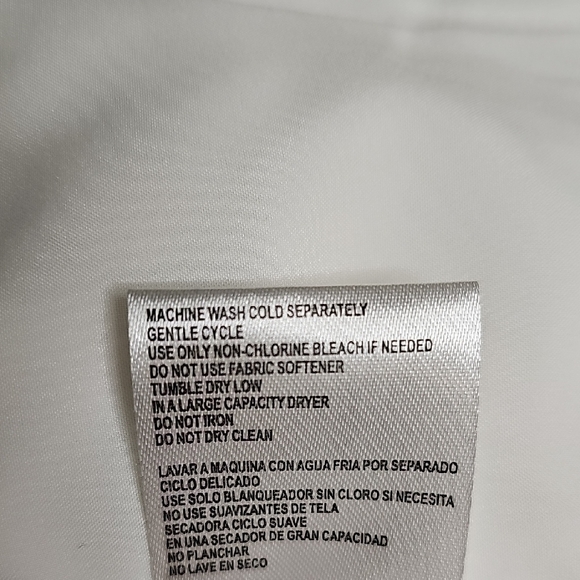 MACHINE WASH COLD SEPARATELY
GENTLE CYCLE
USE ONLY NON-CHLORINE BLEACH IF NEEDED
DO NOT USE FABRIC SOFTENER
TUMBLE DRY LOW
IN A LARGE CAPACITY DRYER
DO NOT IRON
DO NOT DRY CLEAN
LAVAR A MAQUINA CON AGUA FRIA POR SEPARADO
CICLO DELICADO
USE SOLO BLANQUEADOR SIN CLORO SI NECESITA
NO USE SUAVIZANTES DE TELA
SECADORA CICLO SUAVE
EN UNA SECADOR DE GRAN CAPACIDAD
NO PLANCHAR
NO LAVE EN SECO